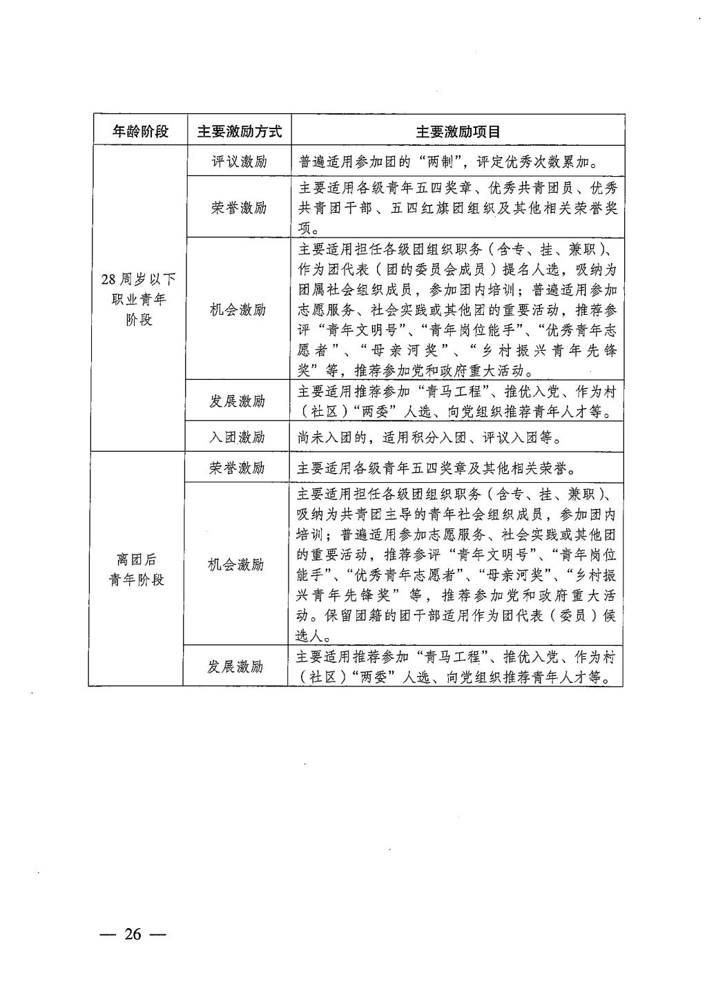 年龄阶段 主要激励方式 主要激励项目
28 周岁以下
职业青年
阶段
评议激励
普遍适用参加团的“两制”，评定优秀次数累加。
荣誉激励
主要适用各级青年五四奖章、优秀共青团员、优秀
共青团干部、五四红旗团组织及其他相关荣誉奖
项。
机会激励
主要适用担任各级团组织职务（含专、挂、兼职）、
作为团代表（团的委员会成员）提名人选，吸纳为
团属社会组织成员，参加团内培训；普遍适用参加
志愿服务、社会实践或其他团的重要活动，推荐参
评“青年文明号”、“青年岗位能手”、“优秀青年志
愿者”、“母亲河奖”、“乡村振兴青年先锋
奖”等，推荐参加党和政府重大活动。
发展激励
主要适用推荐参加“青马工程”、推优入党、作为村
（社区）“两委”人选、向党组织推荐青年人才等。
入团激励
尚未入团的，适用积分入团、评议入团等。
离团后
青年阶段
荣誉激励
主要适用各级青年五四奖章及其他相关荣誉。
机会激励
主要适用担任各级团组织职务（含专、挂、兼职）、
吸纳为共青团主导的青年社会组织成员，参加团内
培训；普遍适用参加志愿服务、社会实践或其他团
的重要活动，推荐参评“青年文明号”、“青年岗位
能手”、“优秀青年志愿者”、“母亲河奖”、“乡村振
兴青年先锋奖”等，推荐参加党和政府重大活
动。保留团籍的团干部适用作为团代表（委员）候
选人。
发展激励
主要适用推荐参加“青马工程”、推优入党、作为村
（社区）“两委”人选、向党组织推荐青年人才等。
— 26 —